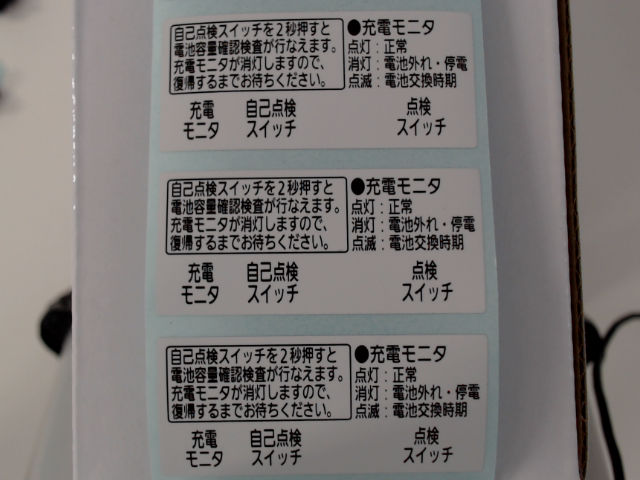 自己点検スイッチを2秒押すと
電池容量確認検査が行なえます。
充電モニタが消灯しますので、
復帰するまでお待ちください。
●充電モニタ
点灯:正常
消灯:電池外れ・停電
点滅:電池交換時期
充電
モニタ
自己点検
スイッチ
点検
スイッチ
自己点検スイッチを2秒押すと
電池容量確認検査が行なえます。
充電モニタが消灯しますので、
復帰するまでお待ちください。
●充電モニタ
点灯:正常
消灯:電池外れ・停電
点滅:電池交換時期
充電
モニタ
自己点検
スイッチ
点検
スイッチ
自己点検スイッチを2秒押すと
電池容量確認検査が行なえます。
充電モニタが消灯しますので、
復帰するまでお待ちください。
●充電モニタ
点灯:正常
消灯:電池外れ・停電
点滅:電池交換時期
充電
モニタ
自己点検
スイッチ
点検
スイッチ